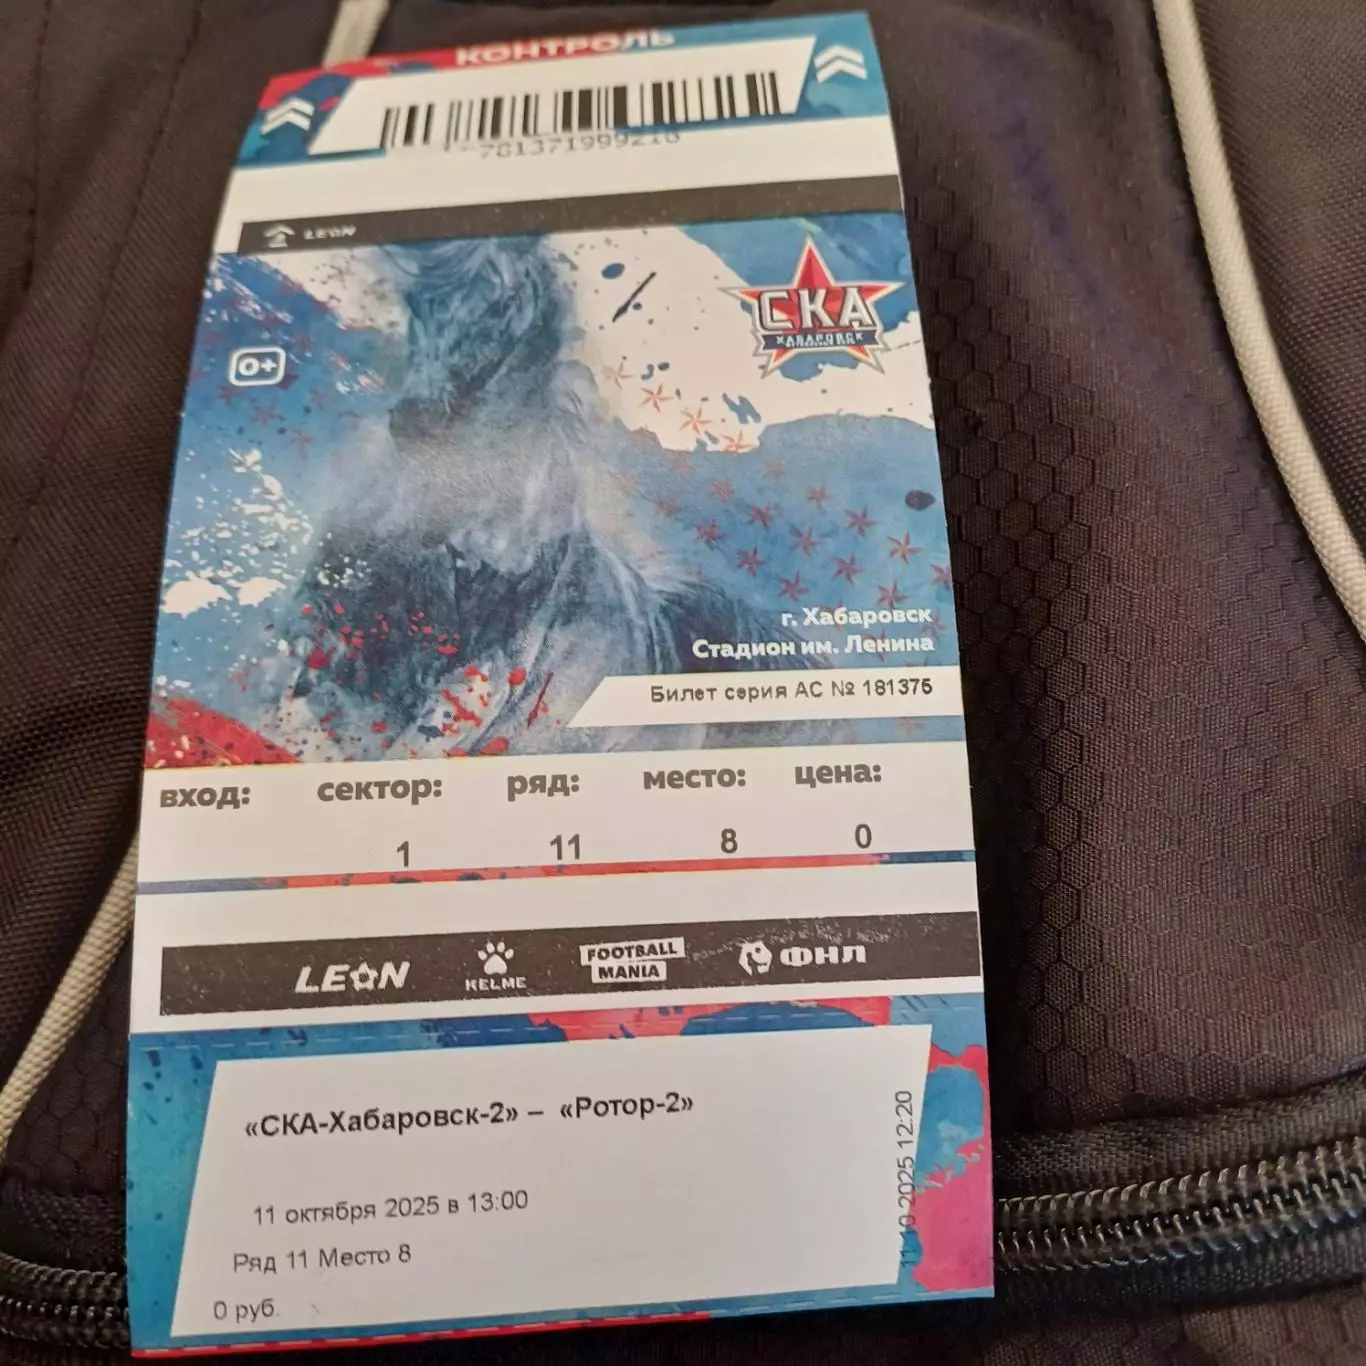 КОНТРОЛЬ
LEON
0+
СКА
ХАБАРОВСК
г. Хабаровск
Стадион им. Ленина
Билет серия АС № 181375
вход:
сектор:
ряд:
место:
цена:
1
11
8
0
LEON
KELME
FOOTBALL
MANIA
ФНЛ
«СКА-Хабаровск-2» – «Ротор-2»
11 октября 2025 в 13:00
Ряд 11 Место 8
0 руб.
11.10.2025 12:20